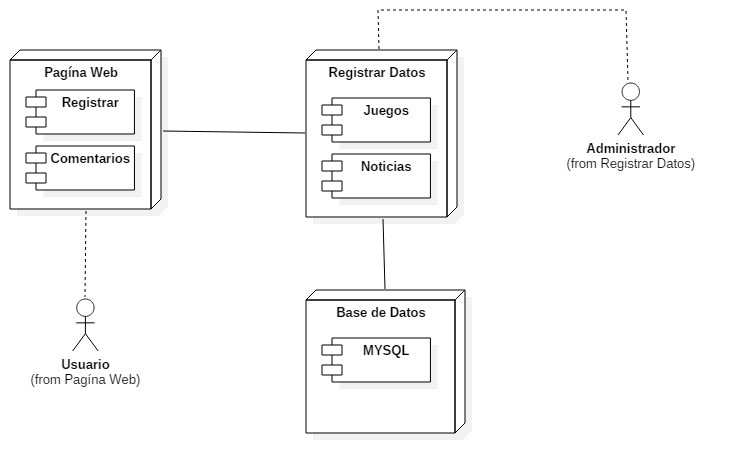 Pagína Web
Registrar
Comentarios
Registrar Datos
Juegos
Noticias
Administrador
(from Registrar Datos)
Base de Datos
MYSQL
Usuario
(from Pagína Web)